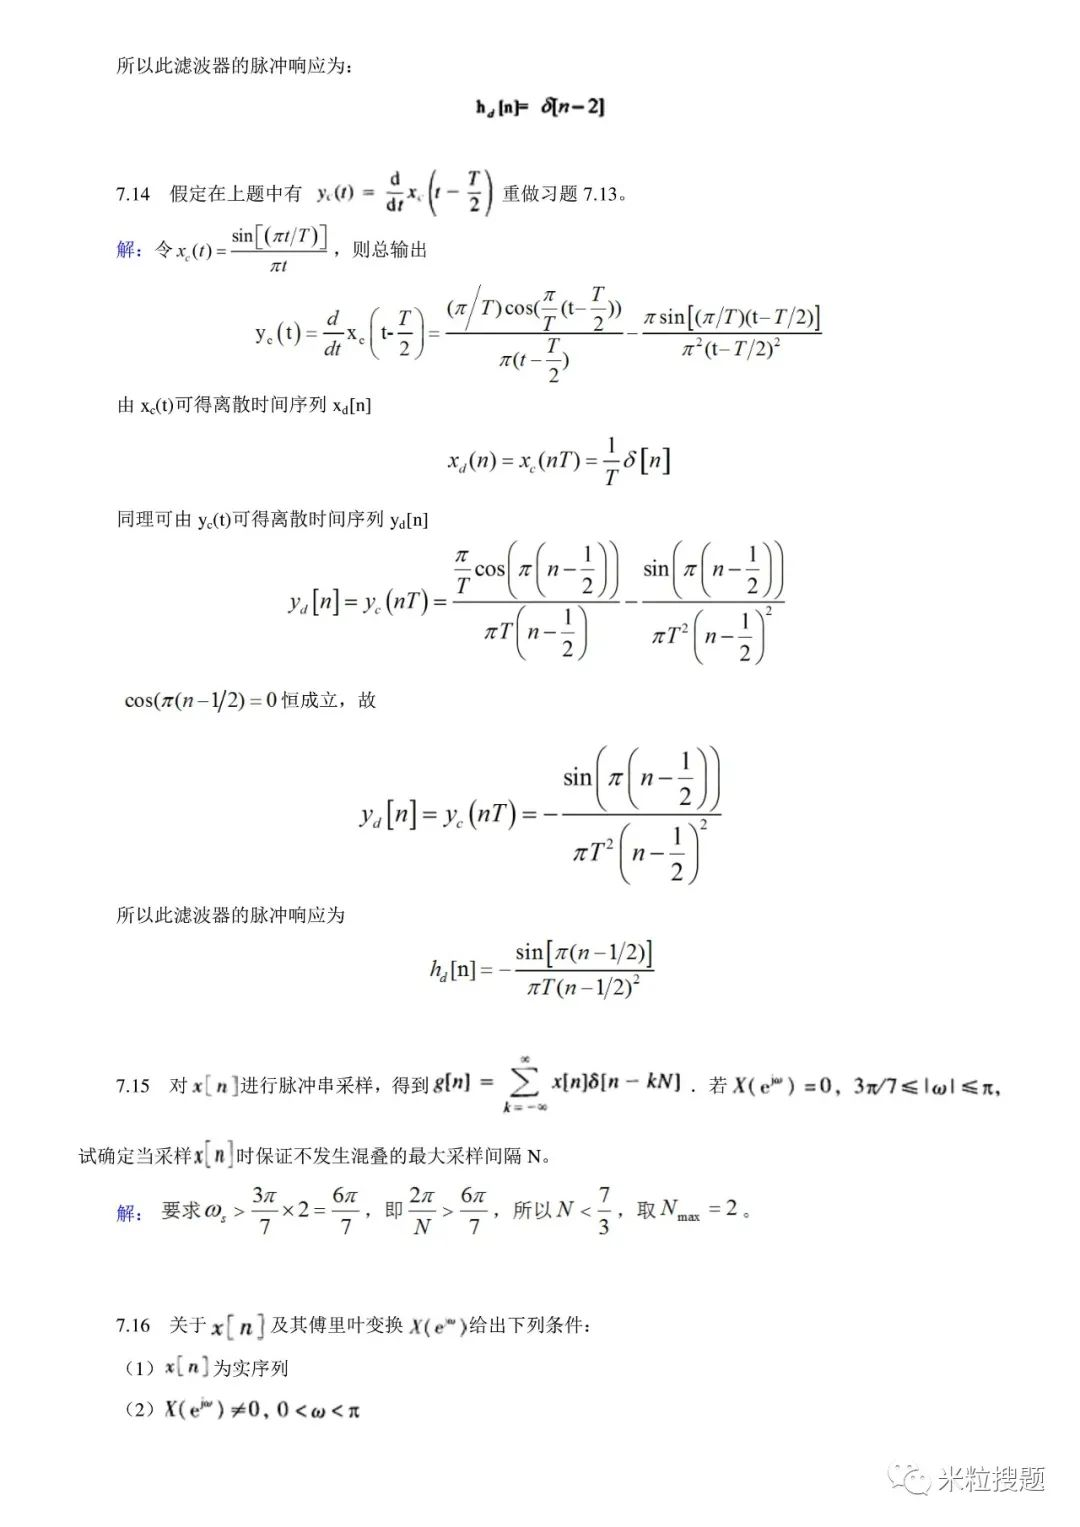 所以此滤波器的脉冲响应为:
h_d[n]= δ[n−2]
7.14 假定在上题中有 y_c(t) = d/dt x_c(t − T/2) 重做习题 7.13。
解: 令 x_c(t) = sin[(πt/T)]/πt ，则总输出
y_c(t) = d/dt x_c(t- T/2) = (π/T)cos(π/T(t−T/2))/π(t−T/2) − π sin[(π/T)(t−T/2)]/π²(t−T/2)²
由 x_c(t)可得离散时间序列 x_d[n]
x_d(n) = x_c(nT) = 1/T δ[n]
同理可由 y_c(t)可得离散时间序列 y_d[n]
y_d[n] = y_c(nT) = π/T cos(π(n−1/2))/πT(n−1/2) − sin(π(n−1/2))/πT²(n−1/2)²
cos(π(n−1/2) = 0 恒成立，故
y_d[n] = y_c(nT) = − sin(π(n−1/2))/πT²(n−1/2)²
所以此滤波器的脉冲响应为
h_d[n] = − sin[π(n−1/2)]/πT(n−1/2)²
7.15 对 x[n]进行脉冲串采样，得到 g[n] = ∑_{k=−∞}^{∞} x[n]δ[n − kN] . 若 X(e^{jω}) =0, 3π/7≤|ω|≤π,
试确定当采样x[n]时保证不发生混叠的最大采样间隔 N。
解: 要求 ω_s > 3π/7 ×2 = 6π/7 ，即 2π/N > 6π/7 ，所以 N < 7/3 ，取 N_max = 2 。
7.16 关于 x[n] 及其傅里叶变换 X(e^{jω})给出下列条件:
（1）x[n]为实序列
（2）X(e^{jω})≠0, 0<ω<π
米粒搜题